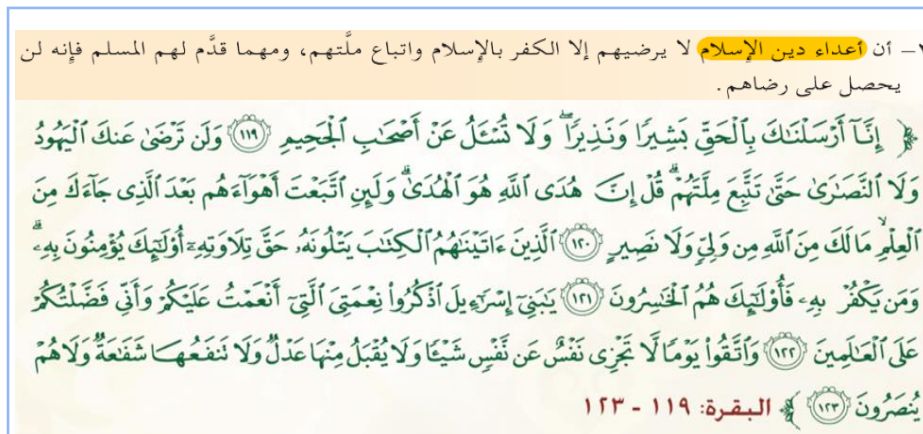 – أن أعداء دين الإسلام لا يرضيهم إلا الكفر بالإسلام واتباع ملَّتهم، ومهما قدَّم لهم المسلم فإنه لن
يحصل على رضاهم.
﴿ إِنَّآ أَرْسَلْنَٰكَ بِٱلْحَقِّ بَشِيرًا وَنَذِيرًا ۖ وَلَا تُسْـَٔلُ عَنْ أَصْحَٰبِ ٱلْجَحِيمِ ١١٩ وَلَن تَرْضَىٰ عَنكَ ٱلْيَهُودُ
وَلَا ٱلنَّصَٰرَىٰ حَتَّىٰ تَتَّبِعَ مِلَّتَهُمْ ۗ قُلْ إِنَّ هُدَى ٱللَّهِ هُوَ ٱلْهُدَىٰ ۗ وَلَئِنِ ٱتَّبَعْتَ أَهْوَآءَهُم بَعْدَ ٱلَّذِى جَآءَكَ مِنَ
ٱلْعِلْمِ ۙ مَا لَكَ مِنَ ٱللَّهِ مِن وَلِىٍّ وَلَا نَصِيرٍ ١٢٠ ٱلَّذِينَ ءَاتَيْنَٰهُمُ ٱلْكِتَٰبَ يَتْلُونَهُۥ حَقَّ تِلَاوَتِهِۦٓ أُو۟لَٰٓئِكَ يُؤْمِنُونَ بِهِۦ ۗ
وَمَن يَكْفُرْ بِهِۦ فَأُو۟لَٰٓئِكَ هُمُ ٱلْخَٰسِرُونَ ١٢١ يَٰبَنِىٓ إِسْرَٰٓءِيلَ ٱذْكُرُوا۟ نِعْمَتِىَ ٱلَّتِىٓ أَنْعَمْتُ عَلَيْكُمْ وَأَنِّى فَضَّلْتُكُمْ
عَلَى ٱلْعَٰلَمِينَ ١٢٢ وَٱتَّقُوا۟ يَوْمًا لَّا تَجْزِى نَفْسٌ عَن نَّفْسٍ شَيْـًٔا وَلَا يُقْبَلُ مِنْهَا عَدْلٌ وَلَا تَنفَعُهَا شَفَٰعَةٌ وَلَا هُمْ
يُنصَرُونَ ١٢٣ ﴾ البقرة: ١١٩ - ١٢٣